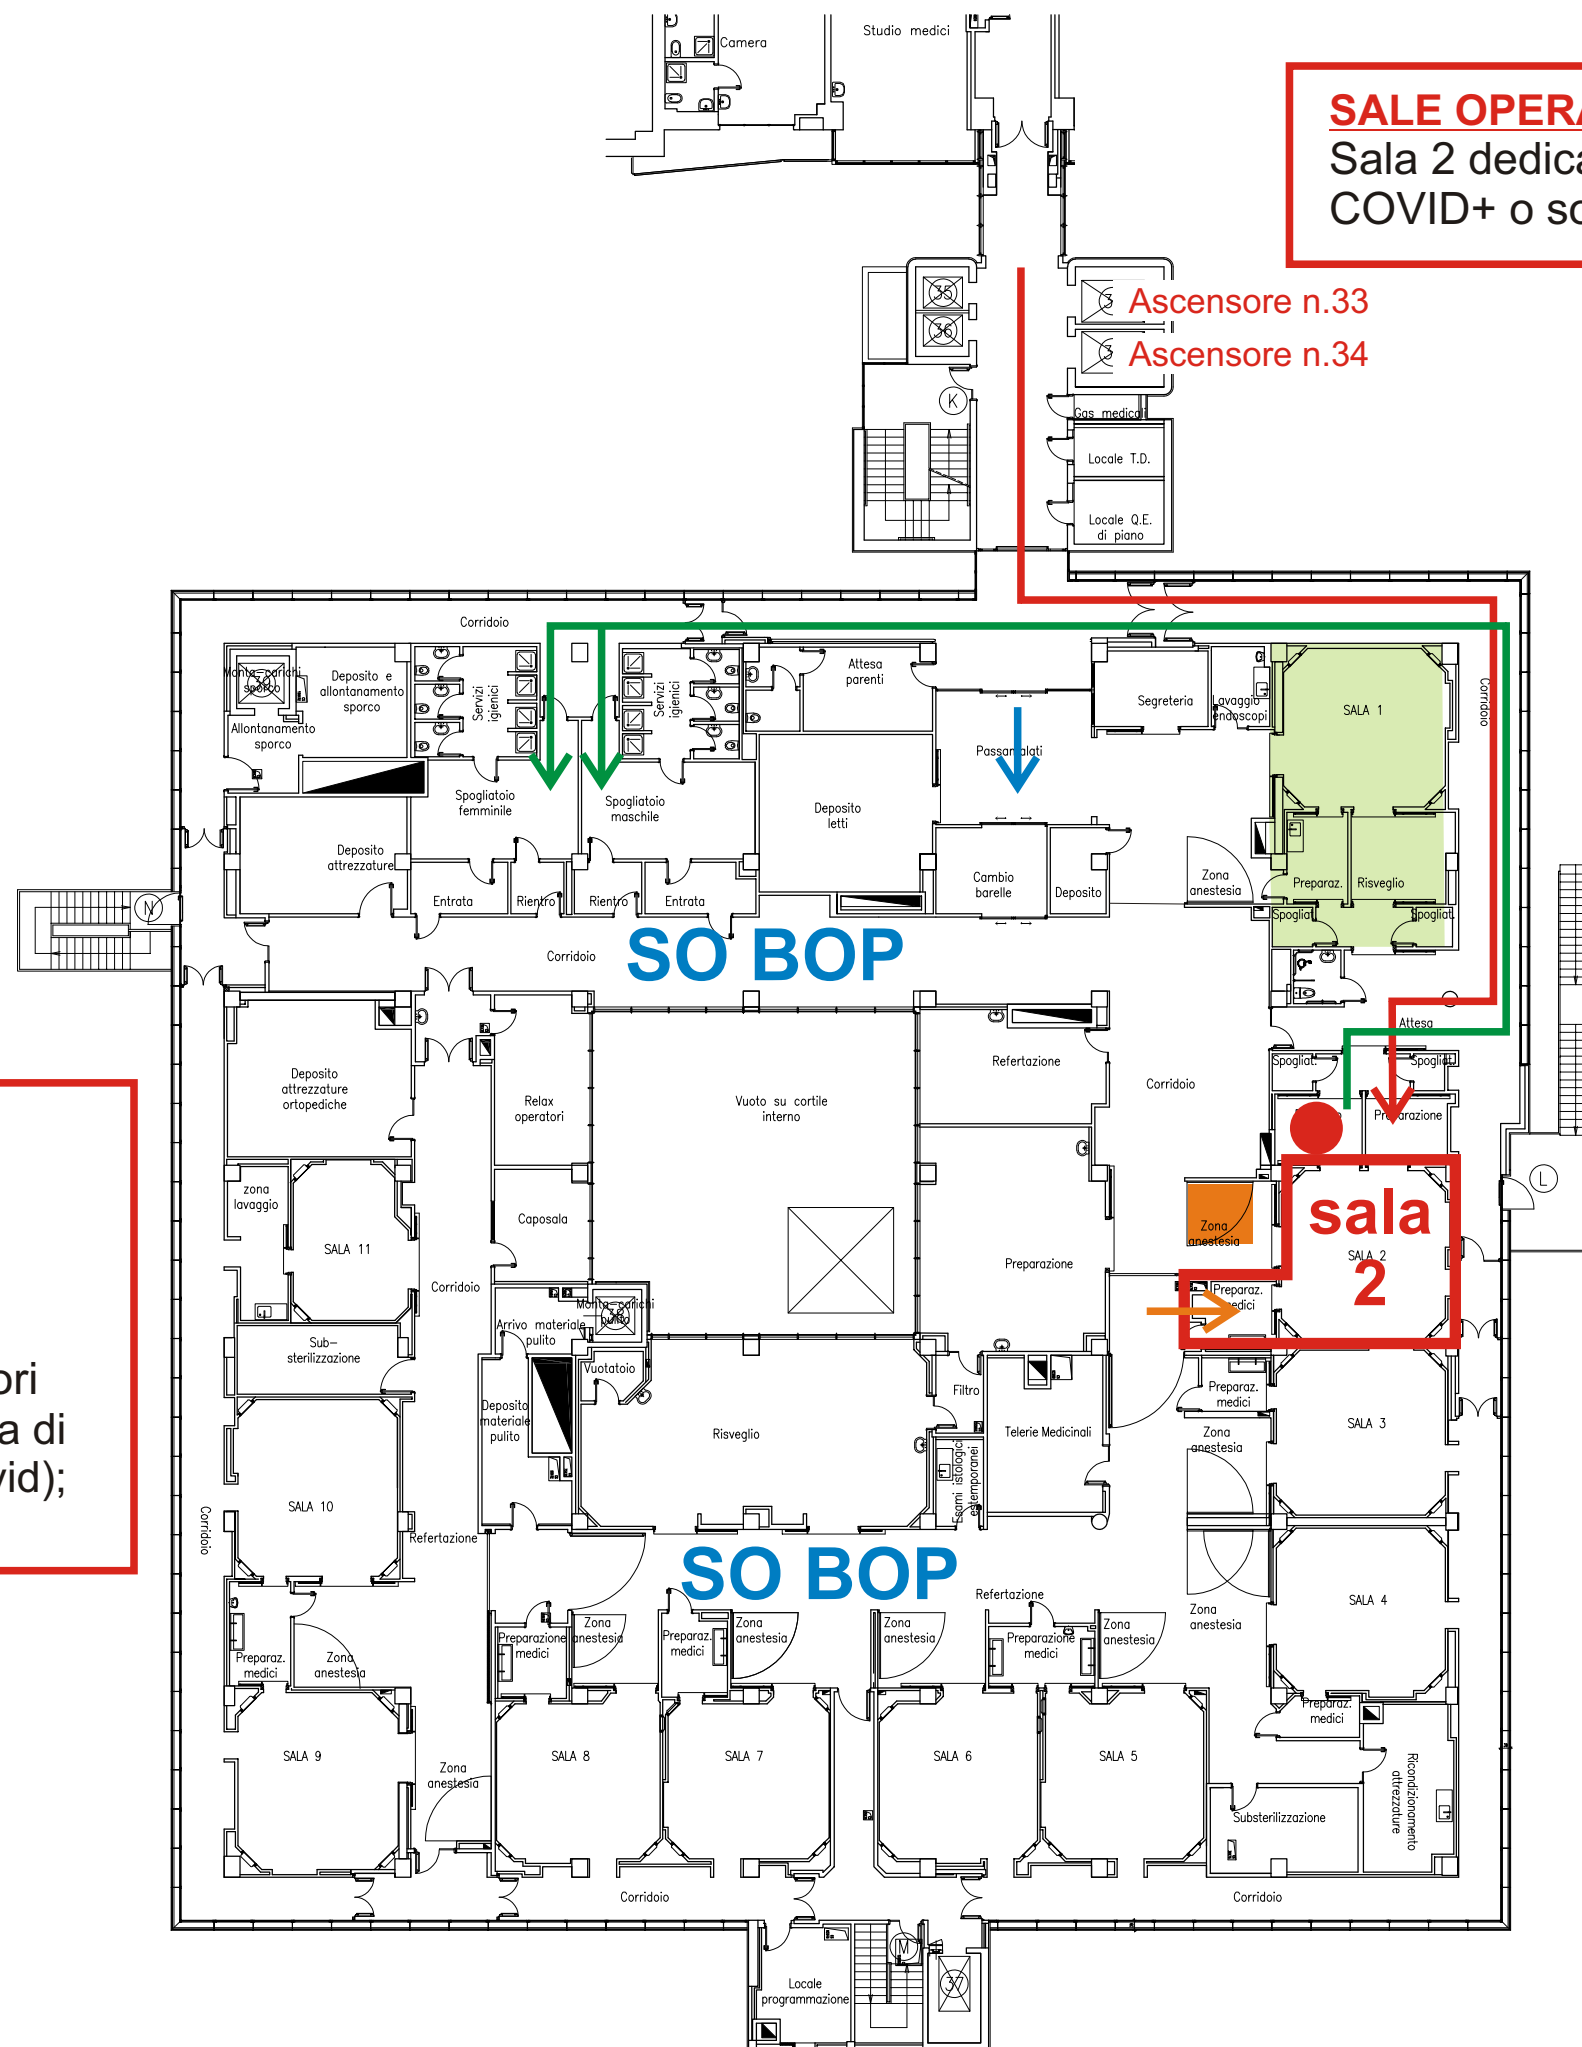 Camera
Studio medici
SALE OPERA
Sala 2 dedica
COVID+ o so
35
36
Ascensore n.33
Ascensore n.34
K
Gas medicali
Locale T.D.
Locale Q.E.
di piano
Corridoio
Monta-carichi
sporco
Deposito e
allontanamento
sporco
Allontanamento
sporco
Servizi
igienici
Servizi
igienici
Attesa
parenti
Segreteria
Lavaggio
endoscopi
SALA 1
Corridoio
Passamalati
Spogliatoio
femminile
Spogliatoio
maschile
Deposito
letti
Deposito
attrezzature
Entrata
Rientro
Rientro
Entrata
Cambio
barelle
Deposito
Zona
anestesia
Preparaz.
Risveglio
Spogliat.
Spogliat.
N
Corridoio
SO BOP
Attesa
Deposito
attrezzature
ortopediche
Relax
operatori
Vuoto su cortile
interno
Refertazione
Corridoio
Spogliat.
Spogliat.
Preparazione
zona
lavaggio
Caposala
SALA 11
Corridoio
Preparazione
Zona
anestesia
sala
SALA 2
2
L
Preparaz.
medici
Monta-carichi
pulito
Arrivo materiale
pulito
Sub-
sterilizzazione
Vuotatoio
Filtro
Deposito
materiale
pulito
Risveglio
Telerie Medicinali
Esami istologici
estemporanei
Preparaz.
medici
Zona
anestesia
SALA 3
ori
a di
vid);
SALA 10
Corridoio
Refertazione
SO BOP
Refertazione
SALA 4
Zona
anestesia
Preparaz.
medici
Zona
anestesia
Preparazione
medici
Zona
anestesia
Preparaz.
medici
Zona
anestesia
Zona
anestesia
Preparazione
medici
Zona
anestesia
Preparaz.
medici
SALA 9
Zona
anestesia
SALA 8
SALA 7
SALA 6
SALA 5
Ricondizionamento
attrezzature
Substerilizzazione
Corridoio
Corridoio
M
37
Locale
programmazione